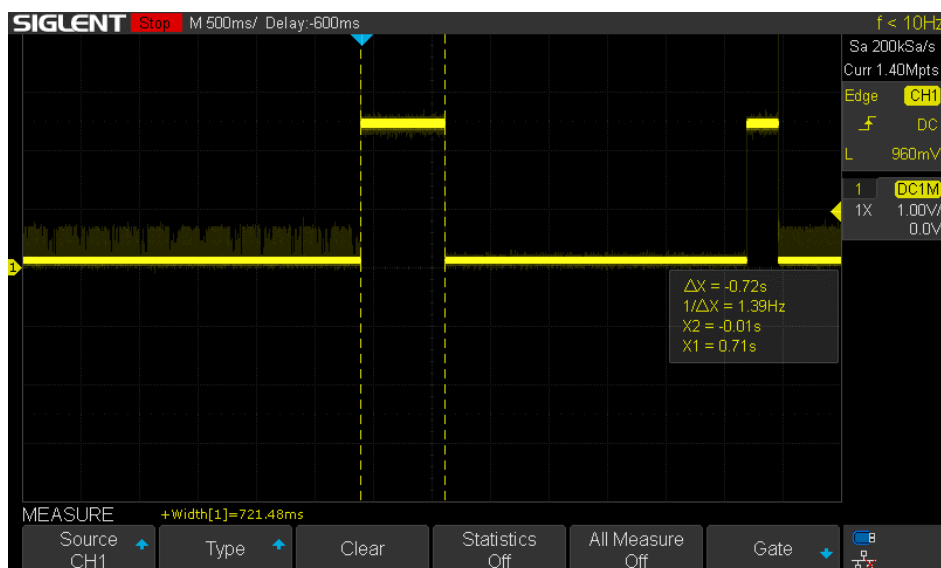 SIGLENT Stop M 500ms/ Delay:-600ms f < 10Hz
Sa 200kSa/s
Curr 1.40Mpts
Edge CH1
DC
L 960mV
1 DC1M
1X 1.00V/
0.0V
1
ΔX = -0.72s
1/ΔX = 1.39Hz
X2 = -0.01s
X1 = 0.71s
MEASURE +Width[1]=721.48ms
Source
CH1
Type
Clear
Statistics
Off
All Measure
Off
Gate